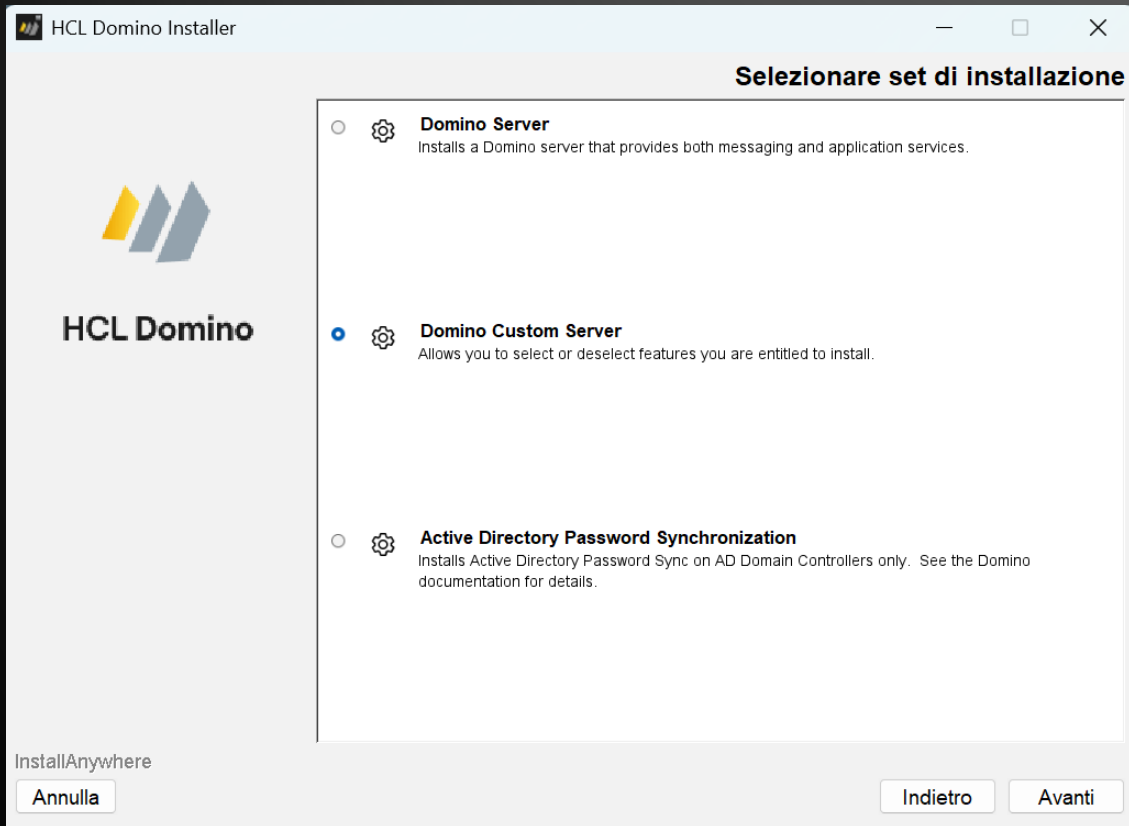 HCL Domino Installer
Selezionare set di installazione
Domino Server
Installs a Domino server that provides both messaging and application services.
HCL Domino
Domino Custom Server
Allows you to select or deselect features you are entitled to install.
Active Directory Password Synchronization
Installs Active Directory Password Sync on AD Domain Controllers only.  See the Domino
documentation for details.
InstallAnywhere
Annulla
Indietro
Avanti